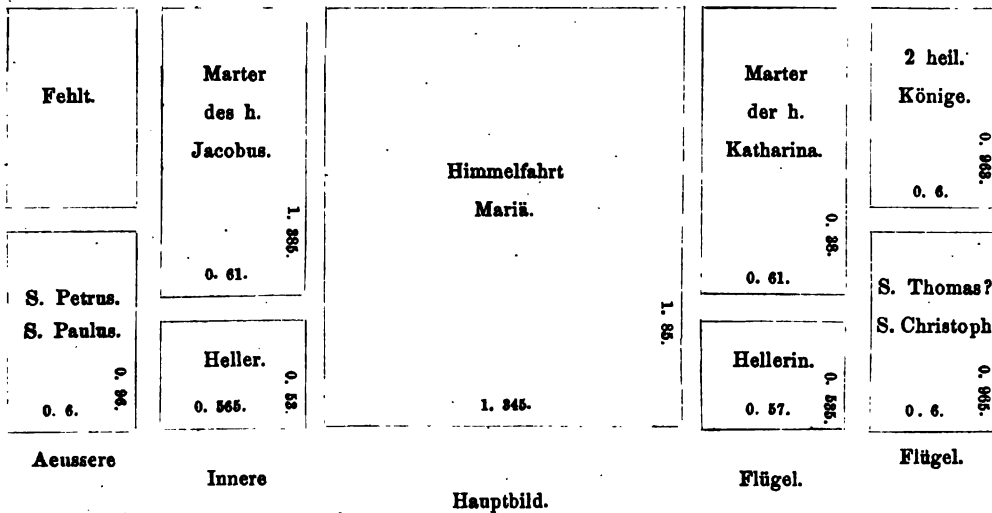 Fehlt.
S. Petrus.
S. Paulus.
0. 96.
0. 6.
Marter
des h.
Jacobus.
1. 385.
0. 61.
Heller.
0. 53.
0. 565.
Himmelfahrt
Mariä.
1. 85.
1. 345.
Marter
der h.
Katharina.
0. 38.
0. 61.
Hellerin.
0. 535.
0. 57.
2 heil.
Könige.
0. 963.
0. 6.
S. Thomas?
S. Christoph
0. 965.
0. 6.
Aeussere
Innere
Hauptbild.
Flügel.
Flügel.